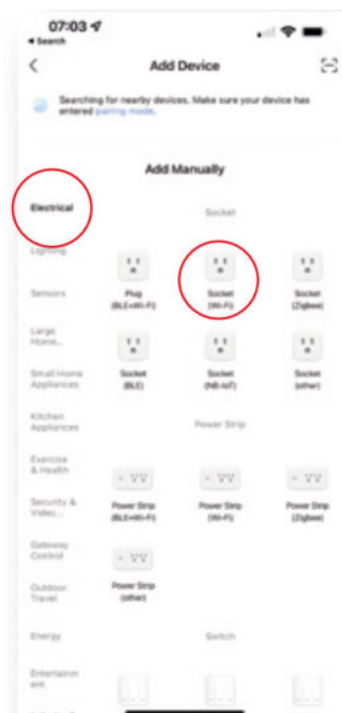 07:03
Search
Add Device
Searching for nearby devices. Make sure your device has
entered pairing mode.
Add Manually
Electrical
Socket
Lighting
Sensors
Plug
(BLE+Wi-Fi)
Socket
(Wi-Fi)
Socket
(Zigbee)
Large
Home...
Small Home
Appliances
Socket
(BLE)
Socket
(NB-IoT)
Socket
(other)
Kitchen
Appliances
Power Strip
Exercise
& Health
Security &
Video...
Power Strip
(BLE+Wi-Fi)
Power Strip
(Wi-Fi)
Power Strip
(Zigbee)
Gateway
Control
Outdoor
Travel
Power Strip
(other)
Energy
Switch
Entertainm
ent